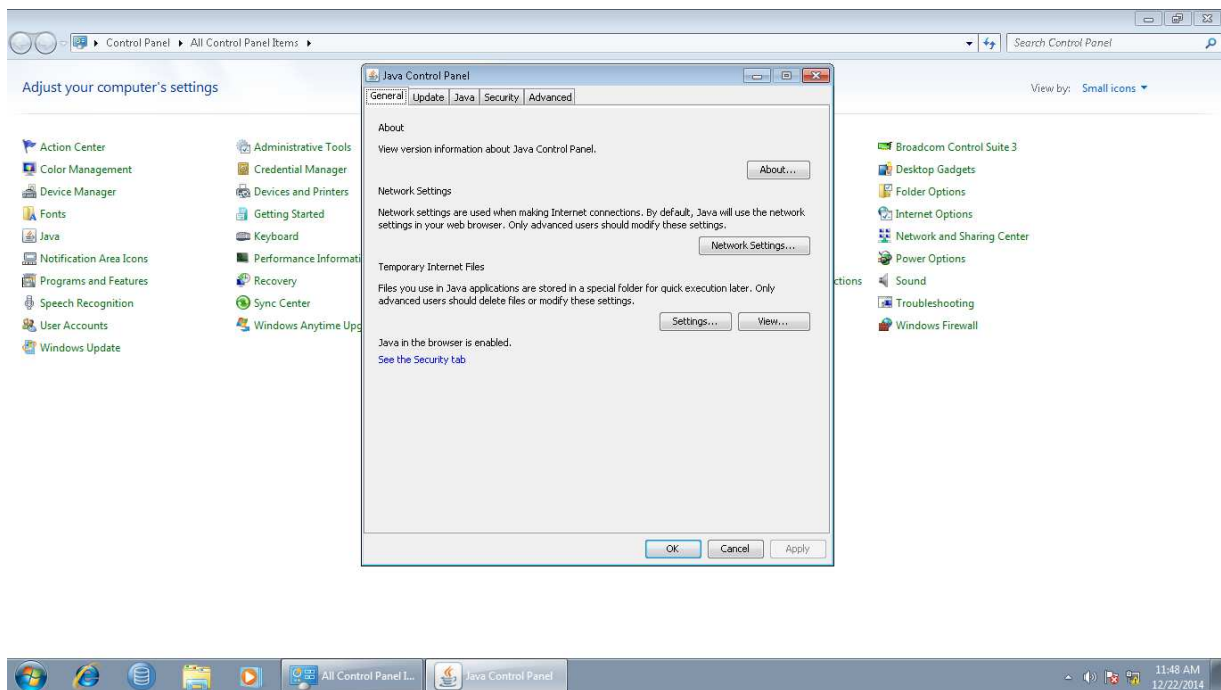 Control Panel ▸ All Control Panel Items ▸
Search Control Panel
Adjust your computer's settings
View by: Small icons
Action Center
Administrative Tools
Broadcom Control Suite 3
Color Management
Credential Manager
Desktop Gadgets
Device Manager
Devices and Printers
Folder Options
Fonts
Getting Started
Internet Options
Java
Keyboard
Network and Sharing Center
Notification Area Icons
Performance Informati
Power Options
Programs and Features
Recovery
ctions
Sound
Speech Recognition
Sync Center
Troubleshooting
User Accounts
Windows Anytime Upg
Windows Firewall
Windows Update
Java Control Panel
General Update Java Security Advanced
About
View version information about Java Control Panel.
About...
Network Settings
Network settings are used when making Internet connections. By default, Java will use the network
settings in your web browser. Only advanced users should modify these settings.
Network Settings...
Temporary Internet Files
Files you use in Java applications are stored in a special folder for quick execution later. Only
advanced users should delete files or modify these settings.
Settings... View...
Java in the browser is enabled.
See the Security tab
OK Cancel Apply
All Control Panel I...
Java Control Panel
11:48 AM
12/22/2014